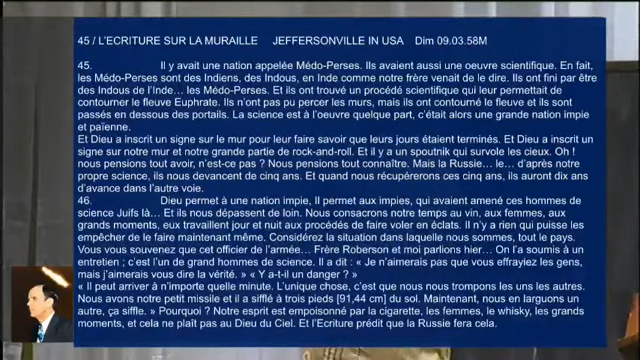 45 / L'ECRITURE SUR LA MURAILLE JEFFERSONVILLE IN USA Dim 09.03.58M
45. Il y avait une nation appelée Médo-Perses. Ils avaient aussi une oeuvre scientifique. En fait,
les Médo-Perses sont des Indiens, des Indous, en Inde comme notre frère venait de le dire. Ils ont fini par être
des Indous de l'Inde… les Médo-Perses. Et ils ont trouvé un procédé scientifique qui leur permettait de
contourner le fleuve Euphrate. Ils n'ont pas pu percer les murs, mais ils ont contourné le fleuve et ils sont
passés en dessous des portails. La science est à l'oeuvre quelque part, c'était alors une grande nation impie
et païenne.
Et Dieu a inscrit un signe sur le mur pour leur faire savoir que leurs jours étaient terminés. Et Dieu a inscrit un
signe sur notre mur et notre grande partie de rock-and-roll. Et il y a un spoutnik qui survole les cieux. Oh !
nous pensions tout avoir, n'est-ce pas ? Nous pensions tout connaître. Mais la Russie… le… d'après notre
propre science, ils nous devancent de cinq ans. Et quand nous récupérerons ces cinq ans, ils auront dix ans
d'avance dans l'autre voie.
46. Dieu permet à une nation impie, Il permet aux impies, qui avaient amené ces hommes de
science Juifs là… Et ils nous dépassent de loin. Nous consacrons notre temps au vin, aux femmes, aux
grands moments, eux travaillent jour et nuit aux procédés de faire voler en éclats. Il n'y a rien qui puisse les
empêcher de le faire maintenant même. Considérez la situation dans laquelle nous sommes, tout le pays.
Vous vous souvenez que cet officier de l'armée… Frère Roberson et moi parlions hier… On l'a soumis à un
entretien ; c'est l'un de grand hommes de science. Il a dit : « Je n'aimerais pas que vous effrayiez les gens,
mais j'aimerais vous dire la vérité. » « Y a-t-il un danger ? »
« Il peut arriver à n'importe quelle minute. L'unique chose, c'est que nous nous trompons les uns les autres.
Nous avons notre petit missile et il a sifflé à trois pieds [91,44 cm] du sol. Maintenant, nous en larguons un
autre, ça siffle. » Pourquoi ? Notre esprit est empoisonné par la cigarette, les femmes, le whisky, les grands
moments, et cela ne plaît pas au Dieu du Ciel. Et l'Ecriture prédit que la Russie fera cela.